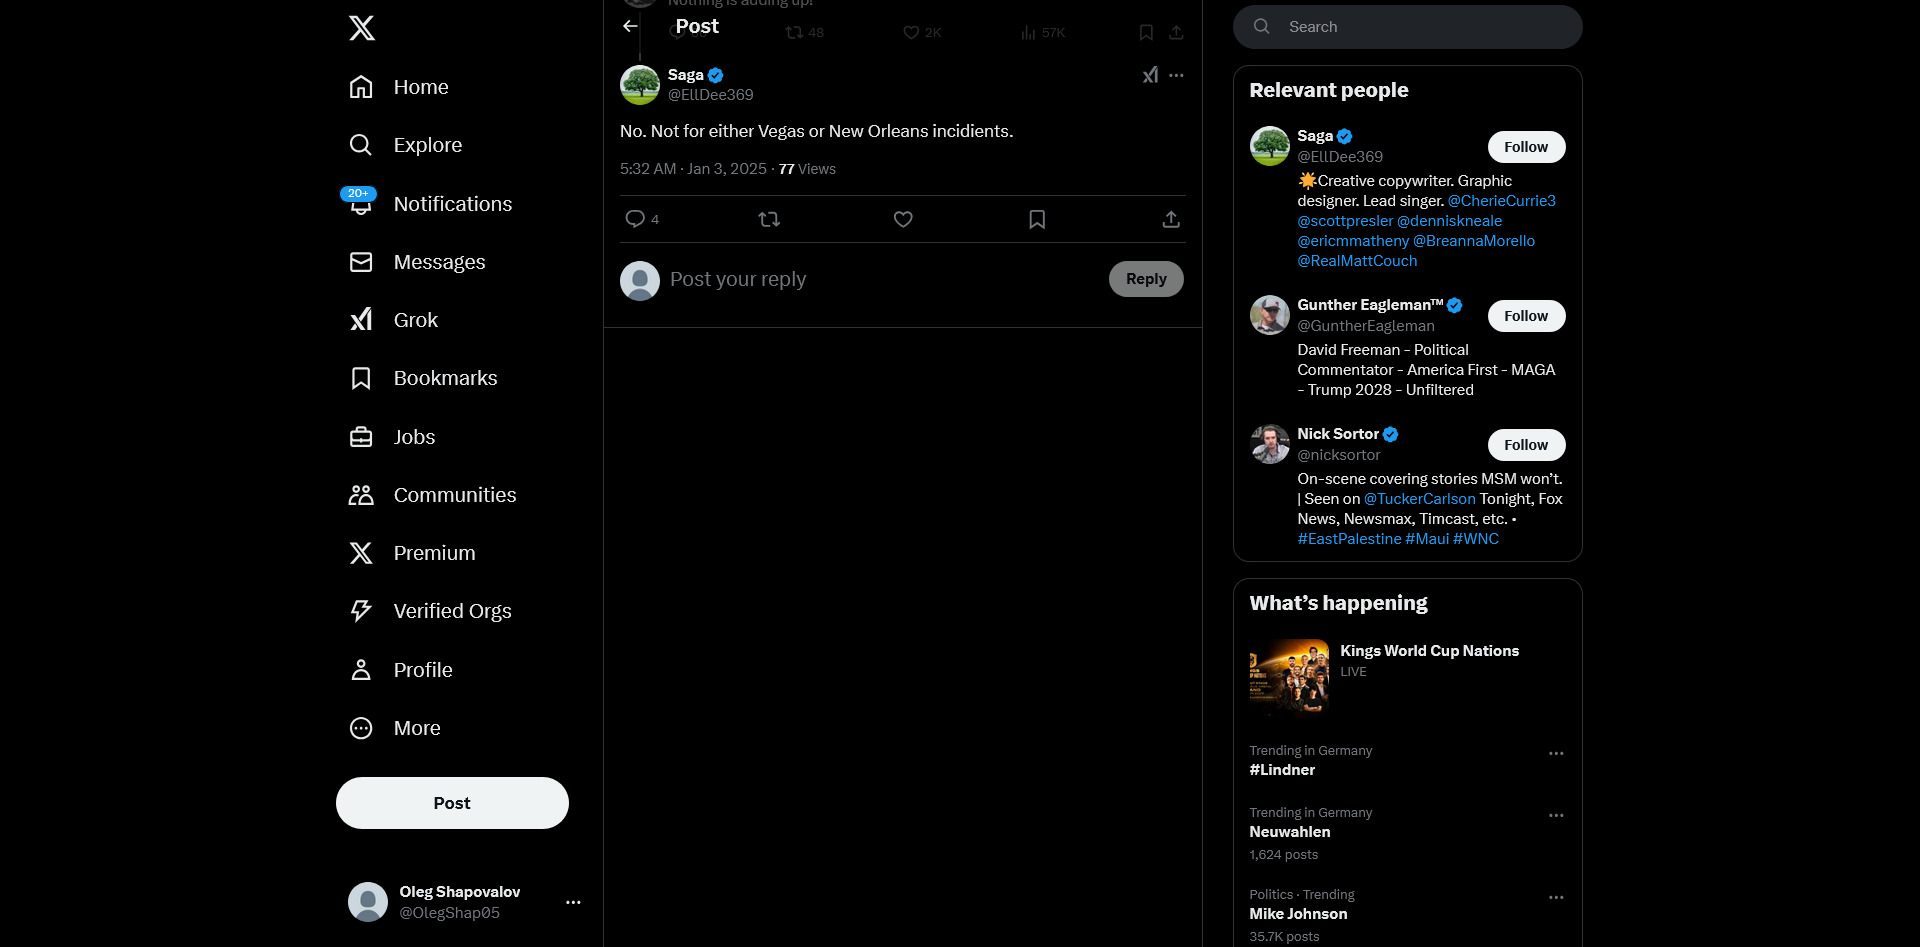 Home
Explore
20+
Notifications
Messages
Grok
Bookmarks
Jobs
Communities
Premium
Verified Orgs
Profile
More
Post
Oleg Shapovalov
@OlegShap05
Nothing is adding up!
Post
48
2K
57K
Saga
@EllDee369
No. Not for either Vegas or New Orleans incidients.
5:32 AM · Jan 3, 2025 · 77 Views
4
Post your reply
Reply
Search
Relevant people
Saga
@EllDee369
Follow
Creative copywriter. Graphic
designer. Lead singer. @CherieCurrie3
@scottpresler @denniskneale
@ericmmatheny @BreannaMorello
@RealMattCouch
Gunther Eagleman™
@GuntherEagleman
Follow
David Freeman - Political
Commentator - America First - MAGA
- Trump 2028 - Unfiltered
Nick Sortor
@nicksortor
Follow
On-scene covering stories MSM won’t.
| Seen on @TuckerCarlson Tonight, Fox
News, Newsmax, Timcast, etc. •
#EastPalestine #Maui #WNC
What’s happening
Kings World Cup Nations
LIVE
Trending in Germany
#Lindner
Trending in Germany
Neuwahlen
1,624 posts
Politics · Trending
Mike Johnson
35.7K posts